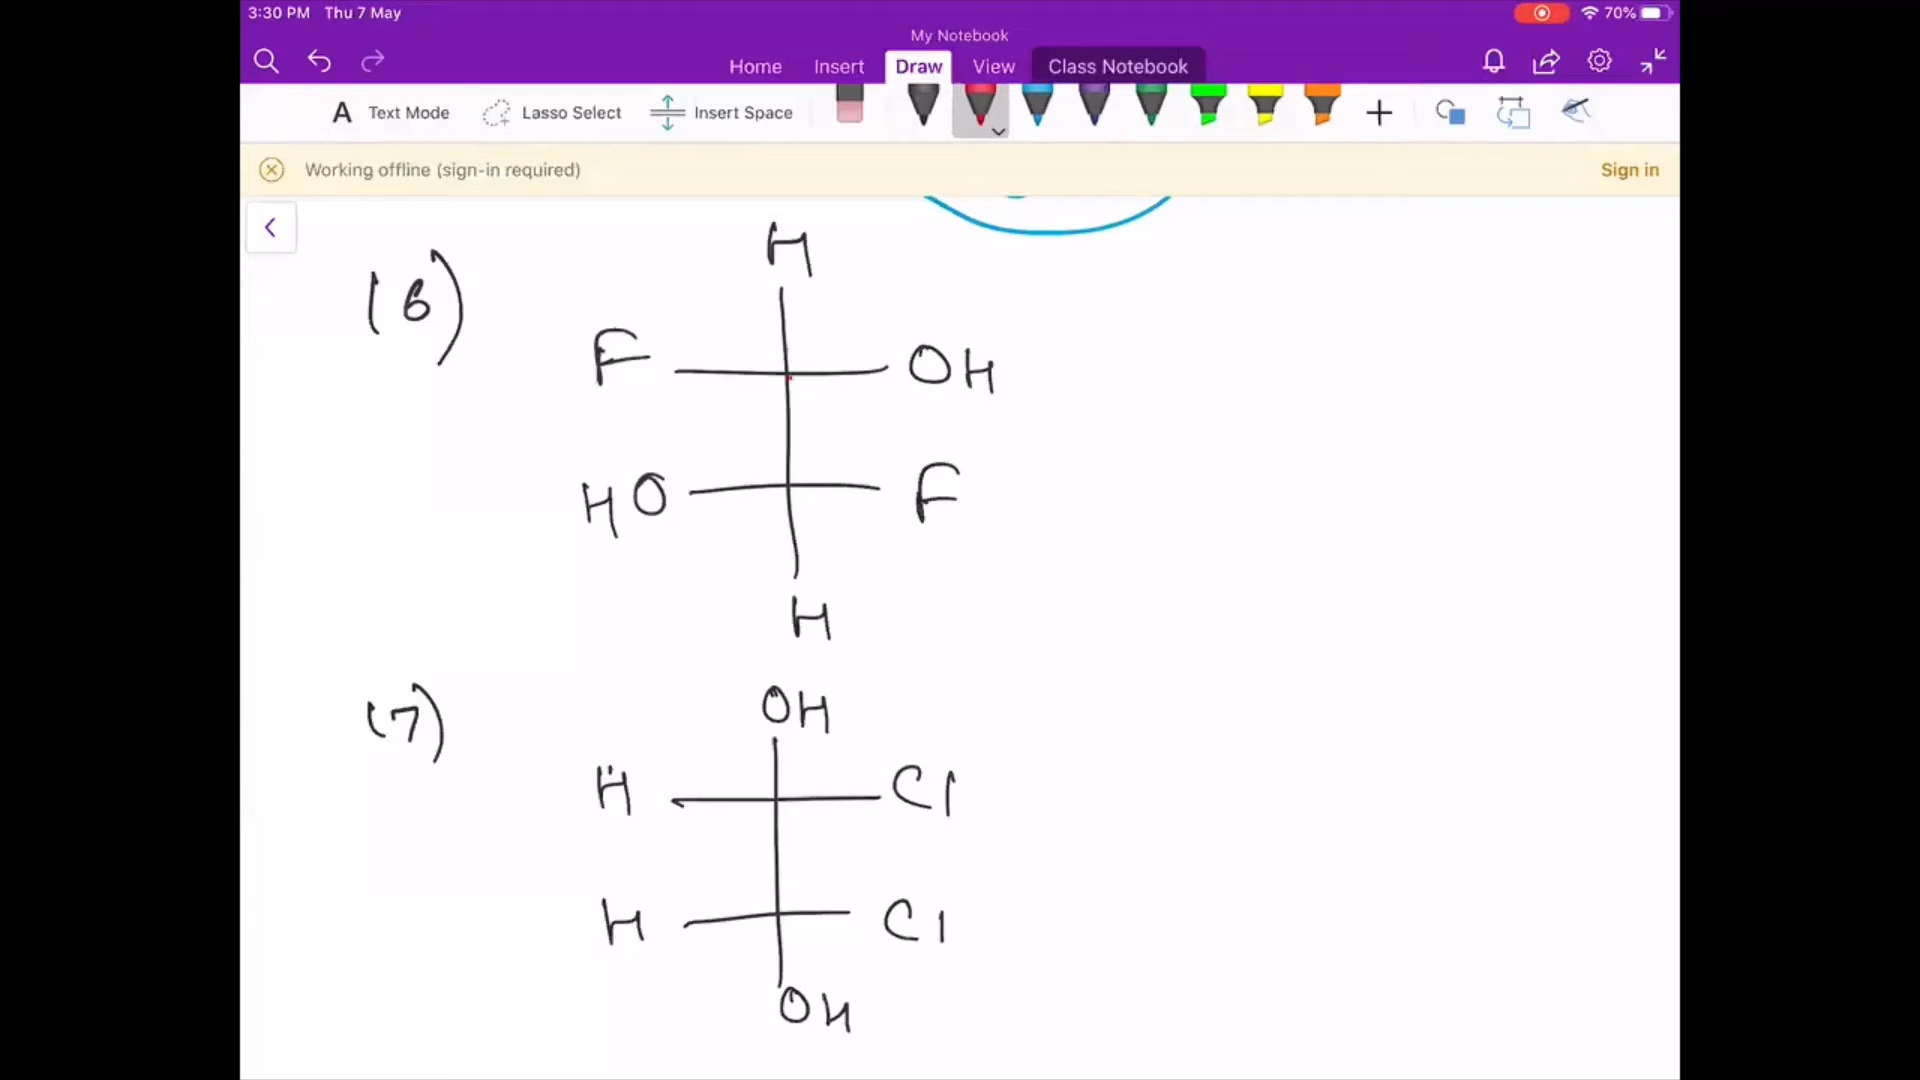 3:30 PM Thu 7 May
70%
My Notebook
Home Insert Draw View Class Notebook
A Text Mode Lasso Select Insert Space
Working offline (sign-in required)
Sign in
(6)
H
F OH
HO F
H
(7)
OH
H Cl
H Cl
OH